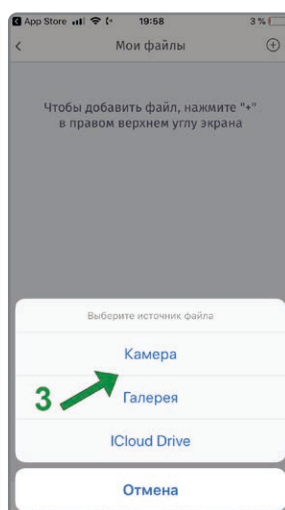 App Store 19:58 3 %
Мои файлы
Чтобы добавить файл, нажмите "+"
в правом верхнем углу экрана
Выберите источник файла
Камера
3
Галерея
ICloud Drive
Отмена